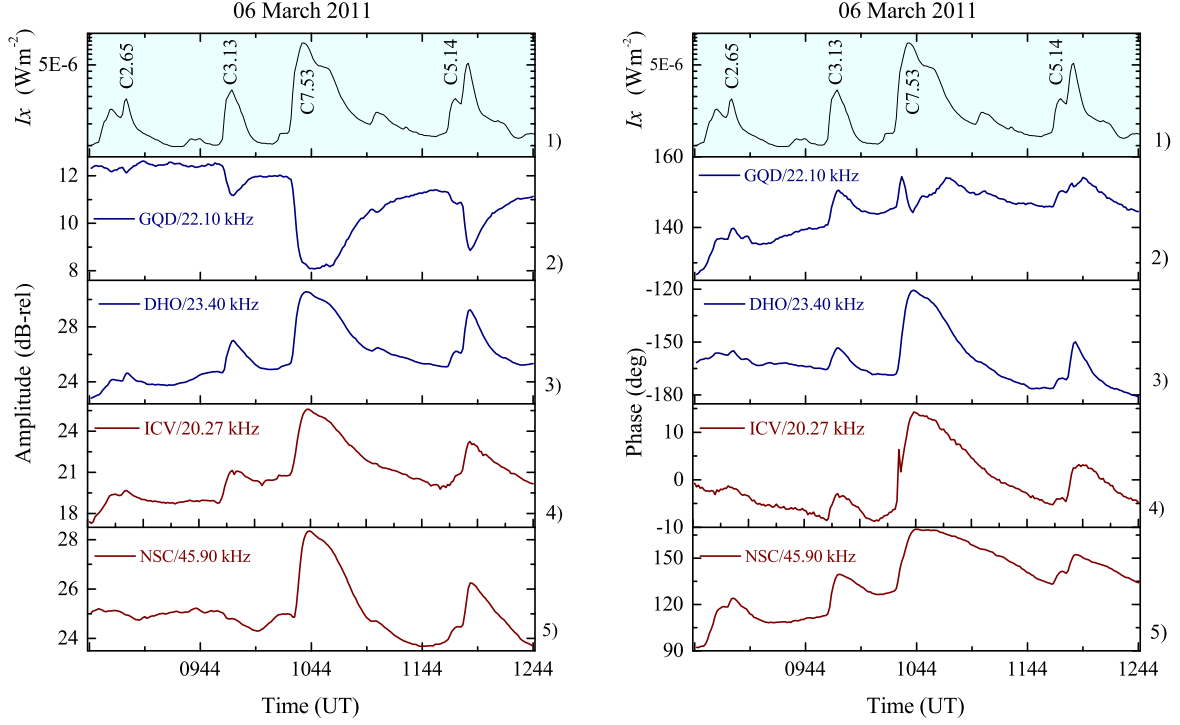 06 March 2011
Ix (Wm-2)
5E-6
C2.65
C3.13
C7.53
C5.14
1)
12
10
8
GQD/22.10 kHz
2)
Amplitude (dB-rel)
28
24
DHO/23.40 kHz
3)
24
21
18
ICV/20.27 kHz
4)
28
26
24
NSC/45.90 kHz
5)
0944 1044 1144 1244
Time (UT)
06 March 2011
Ix (Wm-2)
5E-6
C2.65
C3.13
C7.53
C5.14
1)
160
140
GQD/22.10 kHz
2)
Phase (deg)
-120
-150
-180
DHO/23.40 kHz
3)
10
0
-10
ICV/20.27 kHz
4)
150
120
90
NSC/45.90 kHz
5)
0944 1044 1144 1244
Time (UT)